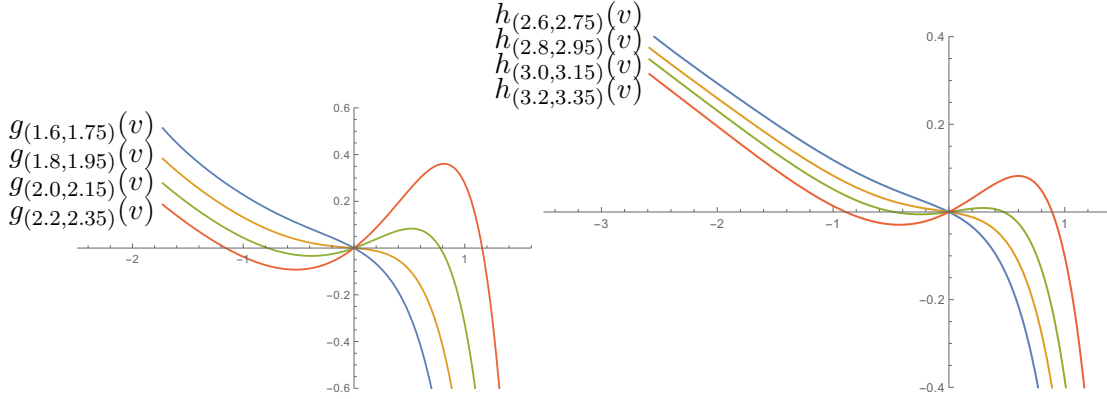 g(1.6,1.75)(v)
g(1.8,1.95)(v)
g(2.0,2.15)(v)
g(2.2,2.35)(v)
0.6
0.4
0.2
-0.2
-0.4
-0.6
-2 -1 1
h(2.6,2.75)(v)
h(2.8,2.95)(v)
h(3.0,3.15)(v)
h(3.2,3.35)(v)
0.4
0.2
-0.2
-0.4
-3 -2 -1 1